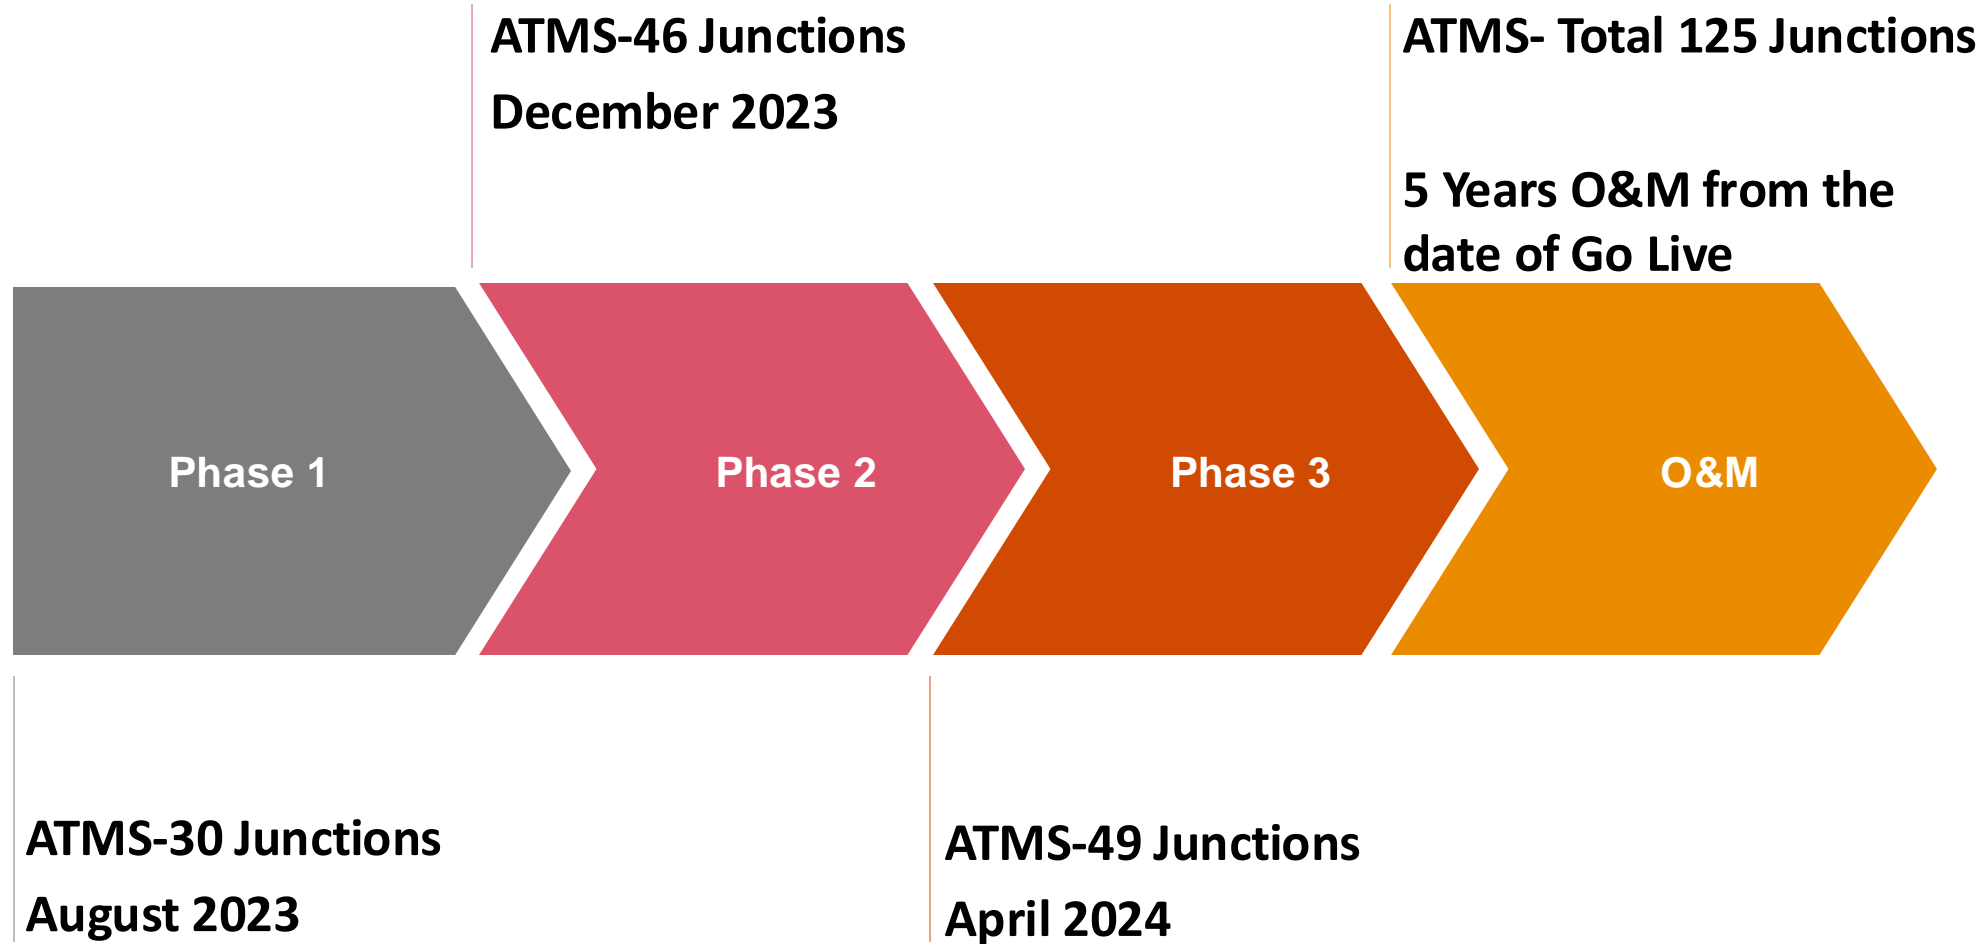 ATMS-46 Junctions
December 2023
ATMS- Total 125 Junctions
5 Years O&M from the
date of Go Live
Phase 1
Phase 2
Phase 3
O&M
ATMS-30 Junctions
August 2023
ATMS-49 Junctions
April 2024